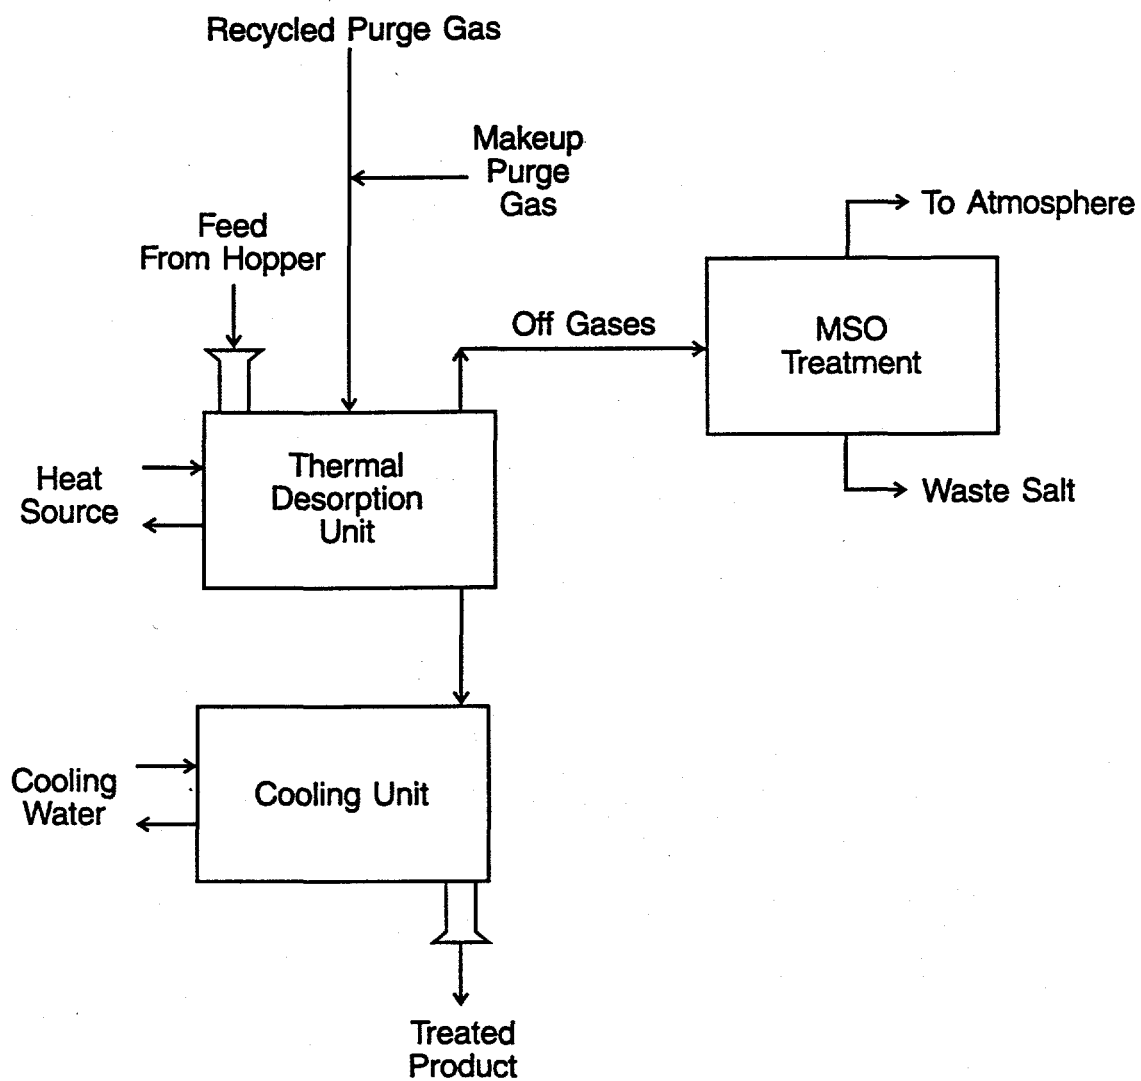 Recycled Purge Gas
Makeup
Purge
Gas
Feed
From Hopper
To Atmosphere
Off Gases
MSO
Treatment
Heat
Source
Thermal
Desorption
Unit
Waste Salt
Cooling
Water
Cooling Unit
Treated
Product